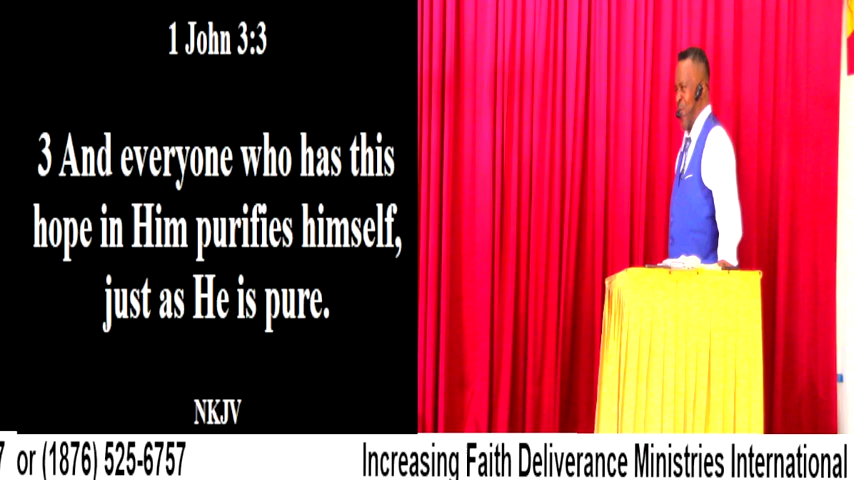 1 John 3:3
3 And everyone who has this
hope in Him purifies himself,
just as He is pure.
NKJV
7 or (1876) 525-6757
Increasing Faith Deliverance Ministries International